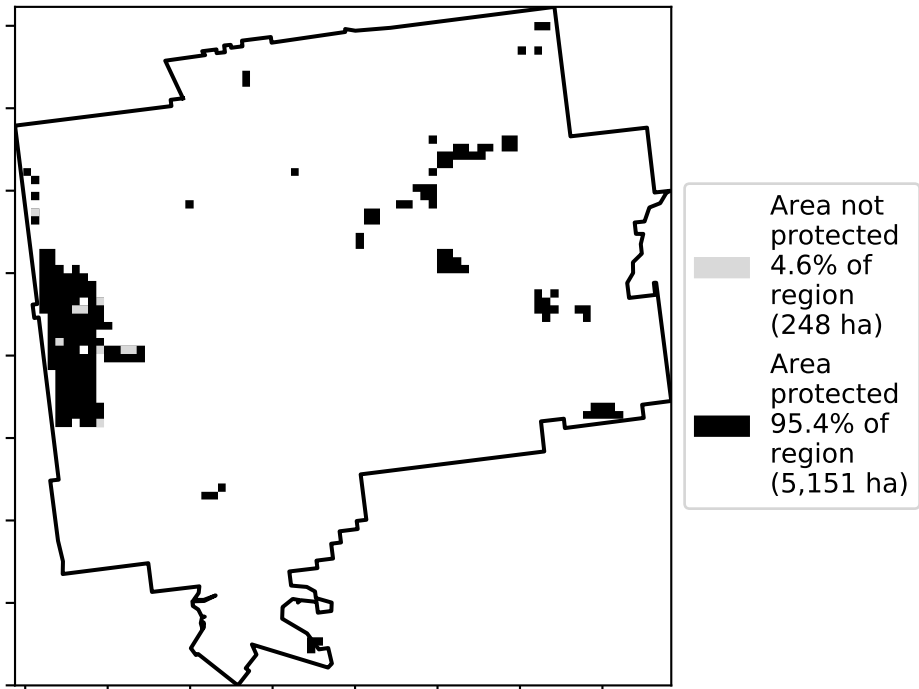 Area not
protected
4.6% of
region
(248 ha)
Area
protected
95.4% of
region
(5,151 ha)